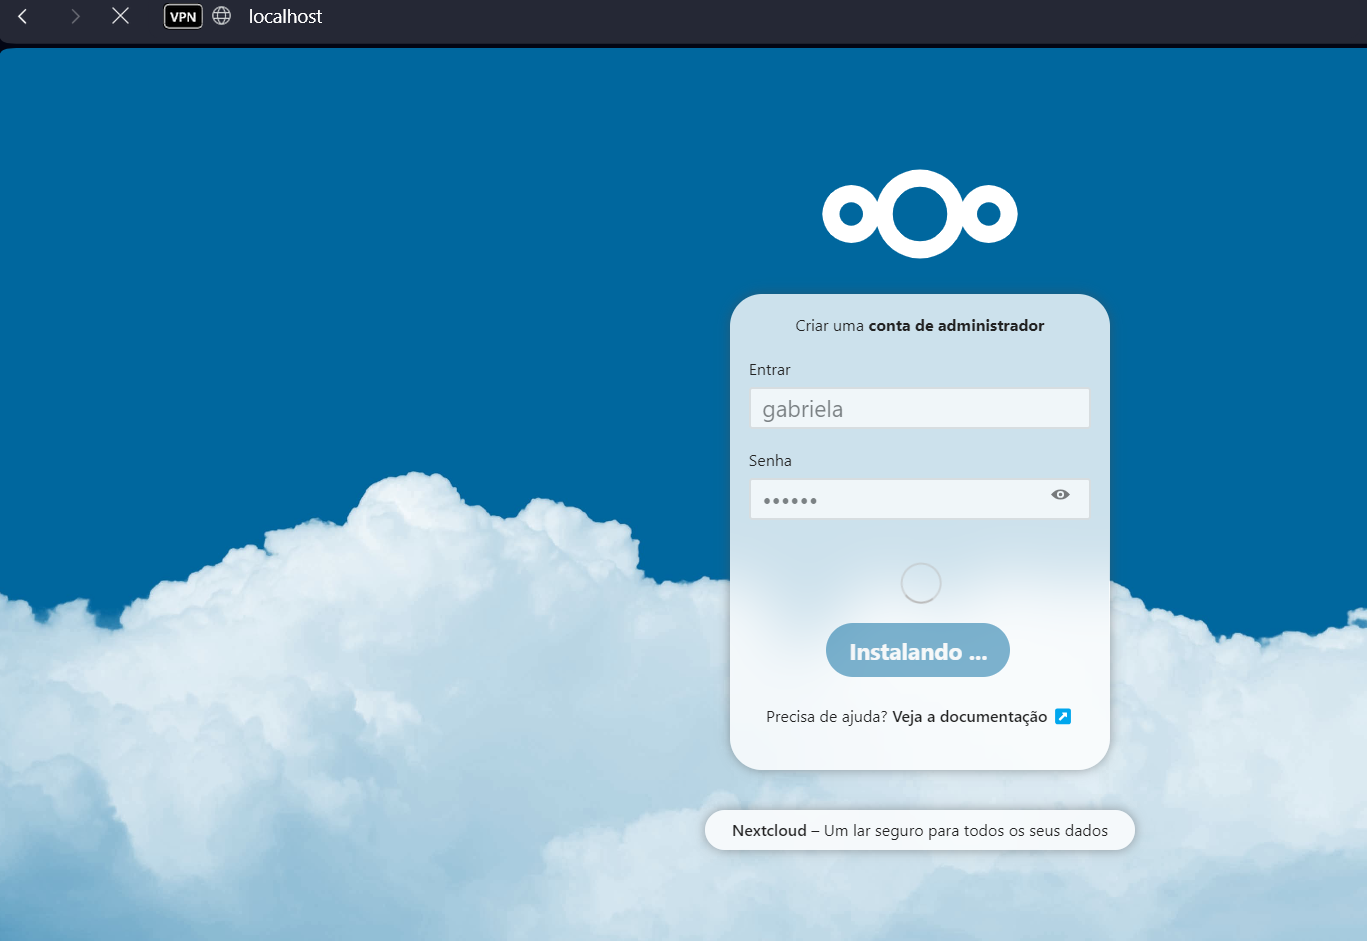 VPN localhost
Criar uma conta de administrador
Entrar
gabriela
Senha
••••••
Instalando ...
Precisa de ajuda? Veja a documentação
Nextcloud – Um lar seguro para todos os seus dados